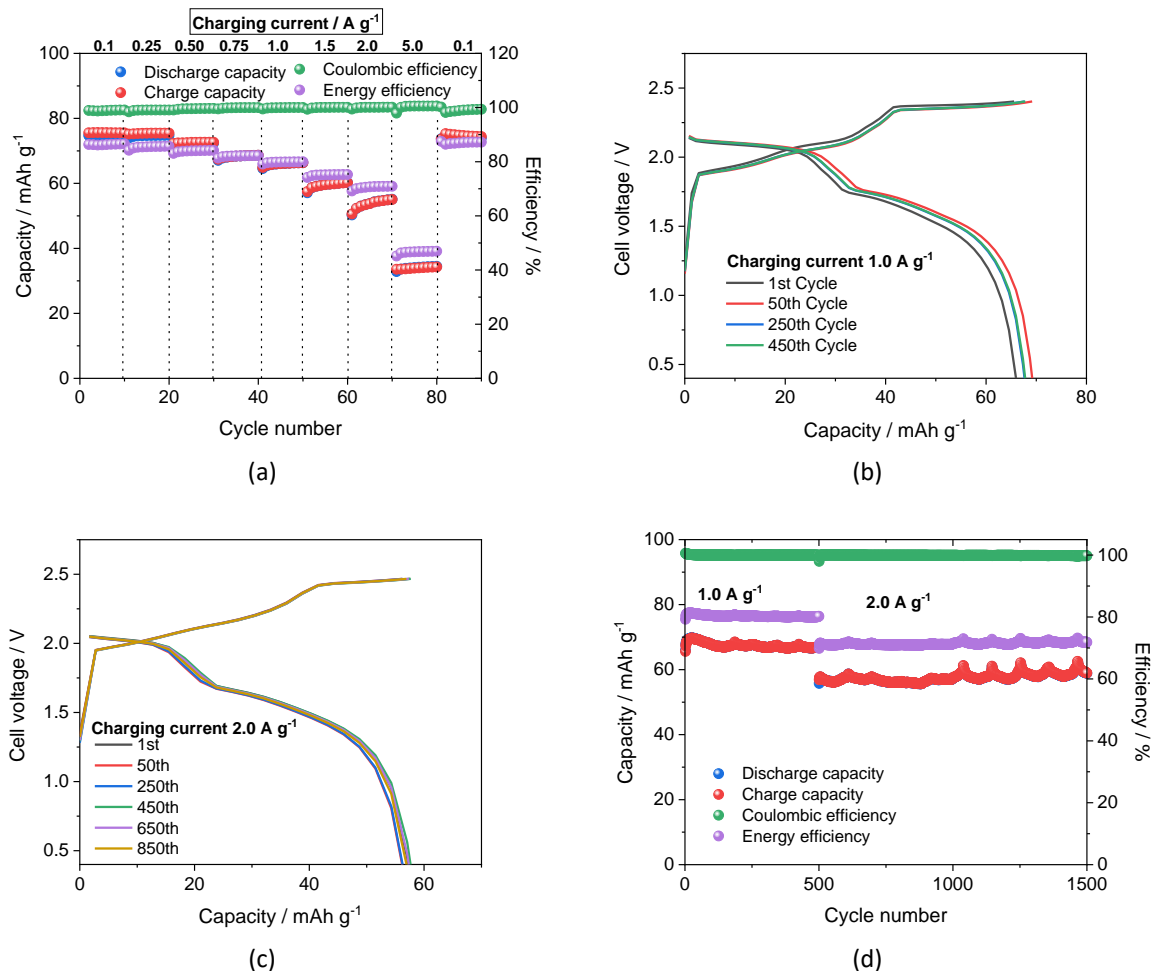 Charging current / A g⁻¹
0.1 0.25 0.50 0.75 1.0 1.5 2.0 5.0 0.1
Discharge capacity
Charge capacity
Coulombic efficiency
Energy efficiency
100
80
60
40
20
0
Capacity / mAh g⁻¹
120
100
80
60
40
20
0
Efficiency / %
0 20 40 60 80
Cycle number
(a)
2.5
2.0
1.5
1.0
0.5
Cell voltage / V
Charging current 1.0 A g⁻¹
1st Cycle
50th Cycle
250th Cycle
450th Cycle
0 20 40 60 80
Capacity / mAh g⁻¹
(b)
2.5
2.0
1.5
1.0
0.5
Cell voltage / V
Charging current 2.0 A g⁻¹
1st
50th
250th
450th
650th
850th
0 20 40 60
Capacity / mAh g⁻¹
(c)
100
80
60
40
20
0
Capacity / mAh g⁻¹
1.0 A g⁻¹
2.0 A g⁻¹
Discharge capacity
Charge capacity
Coulombic efficiency
Energy efficiency
100
80
60
40
20
0
Efficiency / %
0 500 1000 1500
Cycle number
(d)